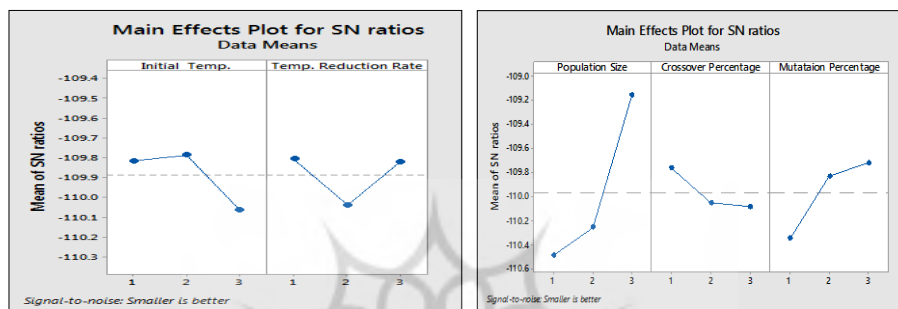 Main Effects Plot for SN ratios
Data Means
Initial Temp. Temp. Reduction Rate
Mean of SN ratios
-109.4
-109.5
-109.6
-109.7
-109.8
-109.9
-110.0
-110.1
-110.2
-110.3
1 2 3 1 2 3
Signal-to-noise: Smaller is better
Main Effects Plot for SN ratios
Data Means
Population Size Crossover Percentage Mutataion Percentage
Mean of SN ratios
-109.0
-109.2
-109.4
-109.6
-109.8
-110.0
-110.2
-110.4
-110.6
1 2 3 1 2 3 1 2 3
Signal-to-noise: Smaller is better